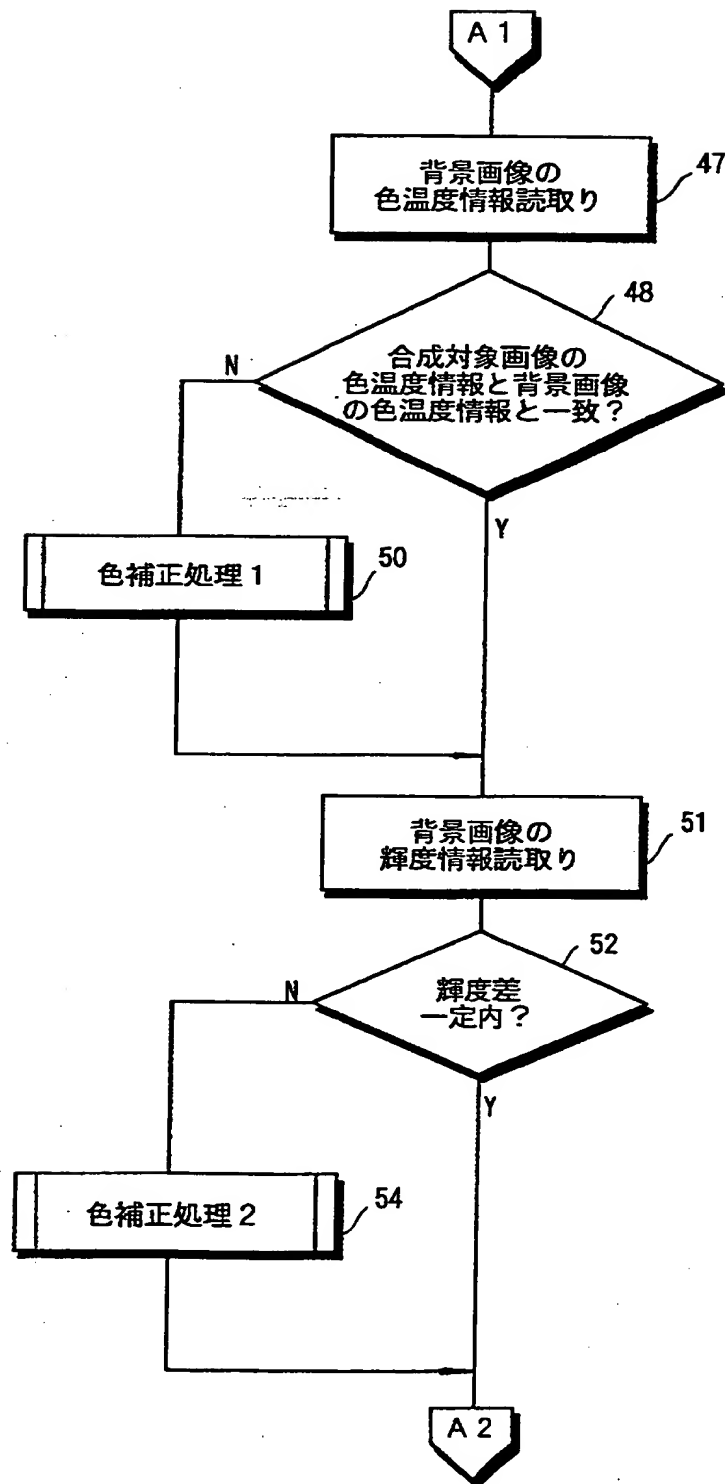 A 1
背景画像の
色温度情報読取り
47
48
合成対象画像の
色温度情報と背景画像
の色温度情報と一致？
N
Y
色補正処理１
50
背景画像の
輝度情報読取り
51
52
輝度差
一定内？
N
Y
色補正処理２
54
A 2